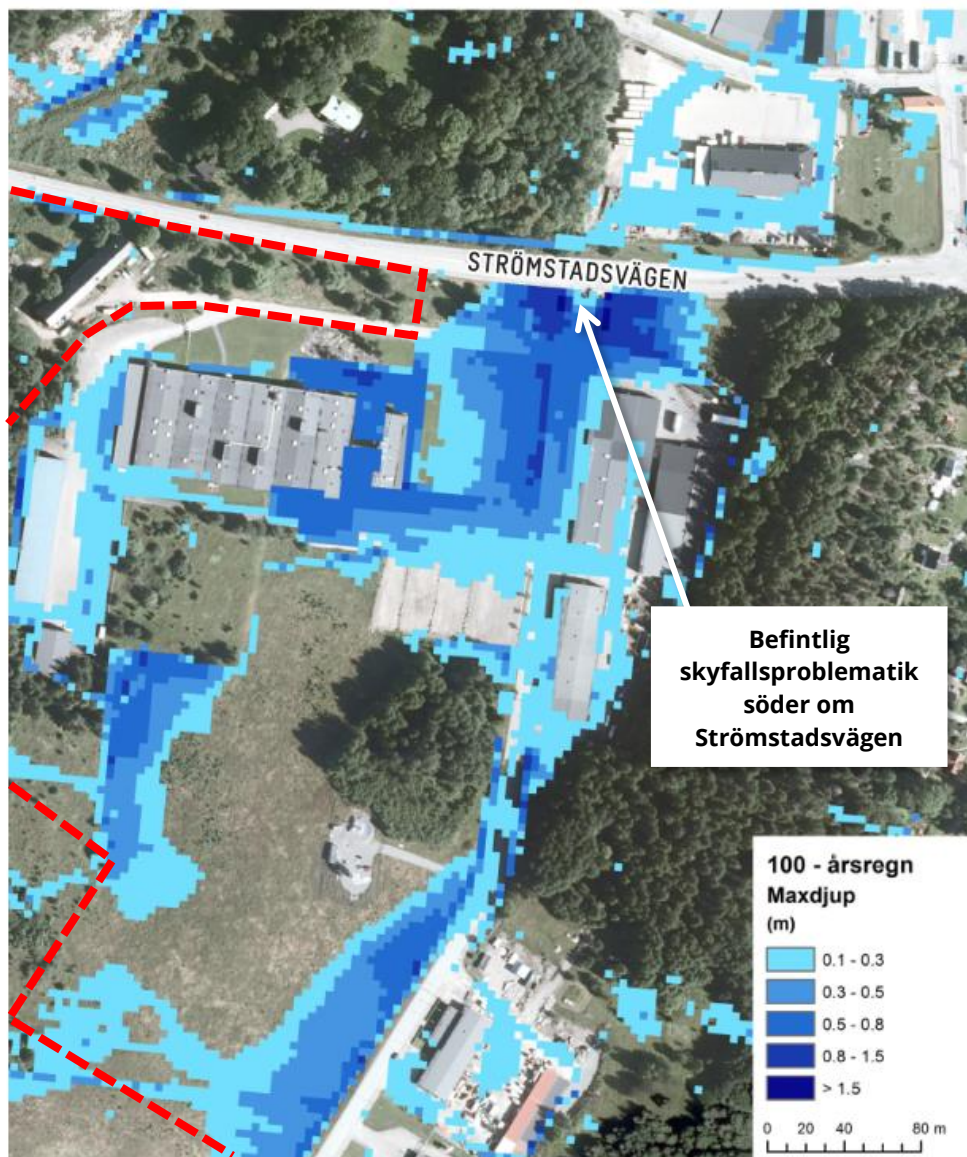 STRÖMSTADSVÄGEN
Befintlig
skyfallsproblematik
söder om
Strömstadsvägen
100 - årsregn
Maxdjup
(m)
0.1 - 0.3
0.3 - 0.5
0.5 - 0.8
0.8 - 1.5
> 1.5
0 20 40 80 m